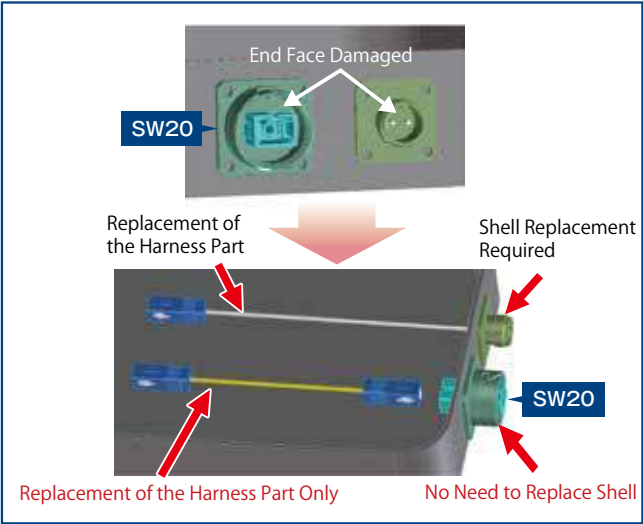 End Face Damaged
SW20
Replacement of
the Harness Part
Shell Replacement
Required
SW20
Replacement of the Harness Part Only
No Need to Replace Shell